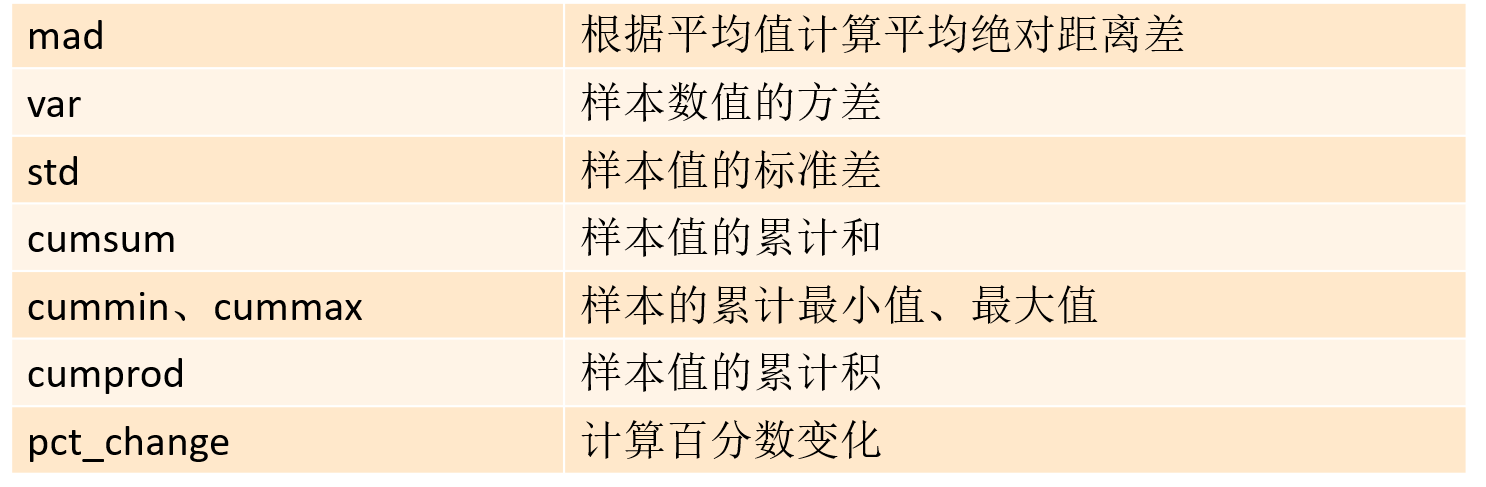 mad 根据平均值计算平均绝对距离差
var 样本数值的方差
std 样本值的标准差
cumsum 样本值的累计和
cummin、cummax 样本的累计最小值、最大值
cumprod 样本值的累计积
pct_change 计算百分数变化